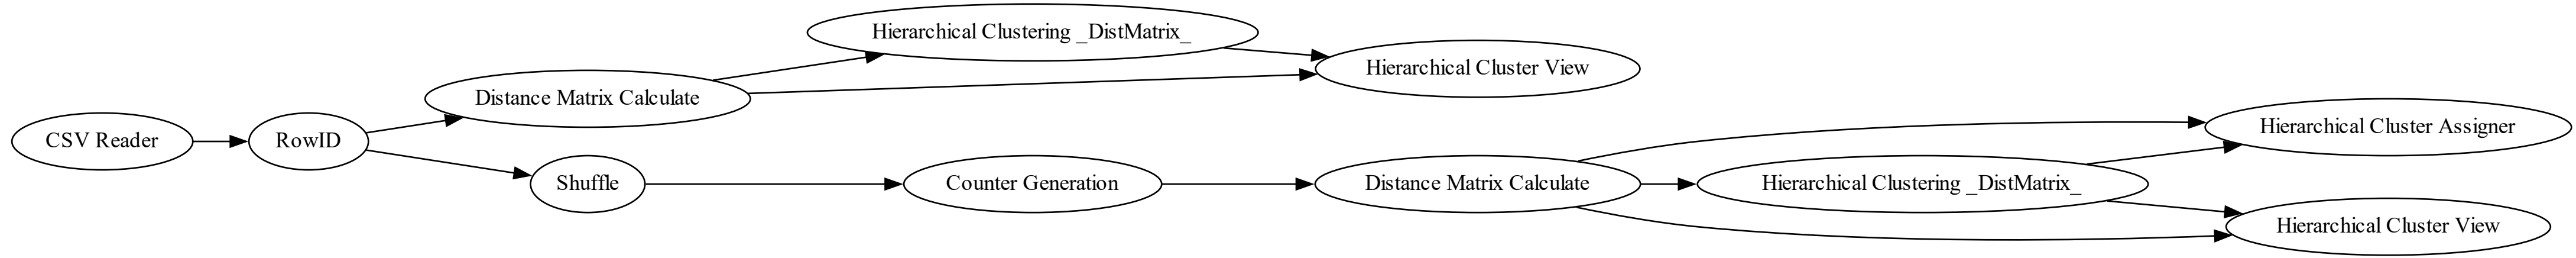 CSV Reader
RowID
Distance Matrix Calculate
Hierarchical Clustering _DistMatrix_
Hierarchical Cluster View
Shuffle
Counter Generation
Distance Matrix Calculate
Hierarchical Clustering _DistMatrix_
Hierarchical Cluster Assigner
Hierarchical Cluster View